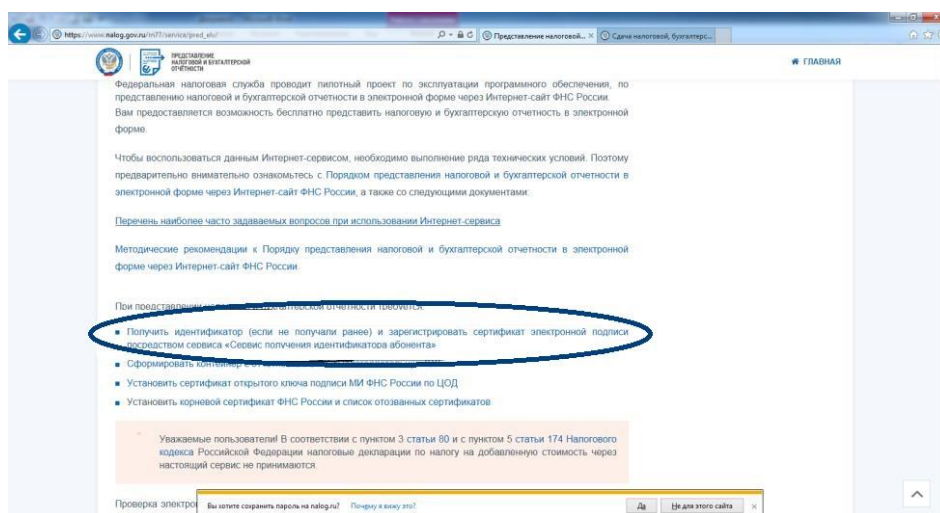 https://www.nalog.gov.ru/rn77/service/pred_elv/
Представление налоговой...
Сдача налоговой, бухгалтерс...
ПРЕДСТАВЛЕНИЕ
НАЛОГОВОЙ И БУХГАЛТЕРСКОЙ
ОТЧЁТНОСТИ
ГЛАВНАЯ
Федеральная налоговая служба проводит пилотный проект по эксплуатации программного обеспечения, по
представлению налоговой и бухгалтерской отчетности в электронной форме через Интернет-сайт ФНС России.
Вам предоставляется возможность бесплатно представить налоговую и бухгалтерскую отчетность в электронной
форме.
Чтобы воспользоваться данным Интернет-сервисом, необходимо выполнение ряда технических условий. Поэтому
предварительно внимательно ознакомьтесь с Порядком представления налоговой и бухгалтерской отчетности в
электронной форме через Интернет-сайт ФНС России, а также со следующими документами:
Перечень наиболее часто задаваемых вопросов при использовании Интернет-сервиса
Методические рекомендации к Порядку представления налоговой и бухгалтерской отчетности в электронной
форме через Интернет-сайт ФНС России.
При представлении бухгалтерской отчетности требуется:
Получить идентификатор (если не получали ранее) и зарегистрировать сертификат электронной подписи
посредством сервиса «Сервис получения идентификатора абонента»
Сформировать контейнер с
Установить сертификат открытого ключа подписи МИ ФНС России по ЦОД
Установить корневой сертификат ФНС России и список отозванных сертификатов
Уважаемые пользователи! В соответствии с пунктом 3 статьи 80 и с пунктом 5 статьи 174 Налогового
кодекса Российской Федерации налоговые декларации по налогу на добавленную стоимость через
настоящий сервис не принимаются.
Проверка электро
Вы хотите сохранить пароль на nalog.ru? Почему я вижу это? Да Не для этого сайта